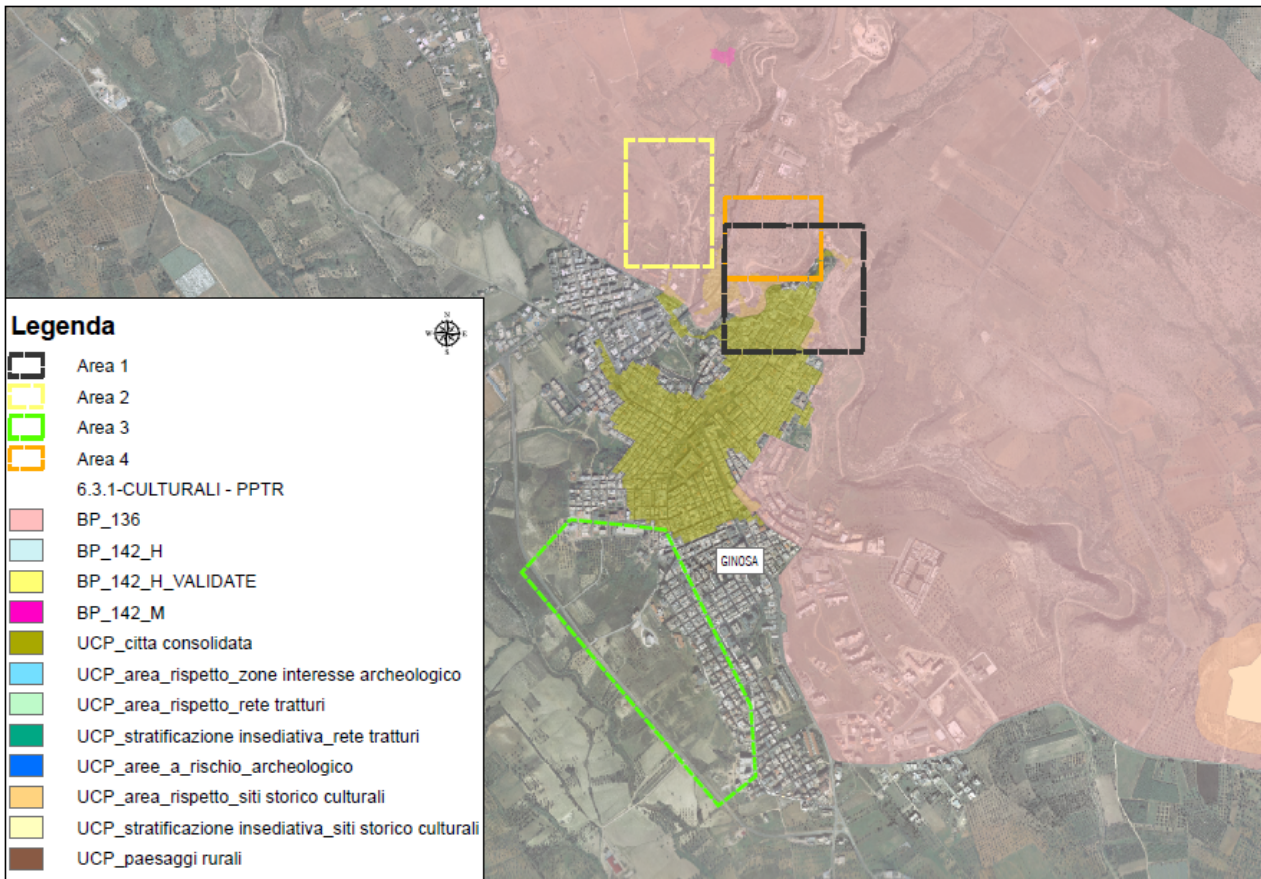 Legenda
N
W E
S
Area 1
Area 2
Area 3
Area 4
6.3.1-CULTURALI - PPTR
BP_136
BP_142_H
BP_142_H_VALIDATE
BP_142_M
UCP_citta consolidata
UCP_area_rispetto_zone interesse archeologico
UCP_area_rispetto_rete tratturi
UCP_stratificazione insediativa_rete tratturi
UCP_aree_a_rischio_archeologico
UCP_area_rispetto_siti storico culturali
UCP_stratificazione insediativa_siti storico culturali
UCP_paesaggi rurali
GINOSA